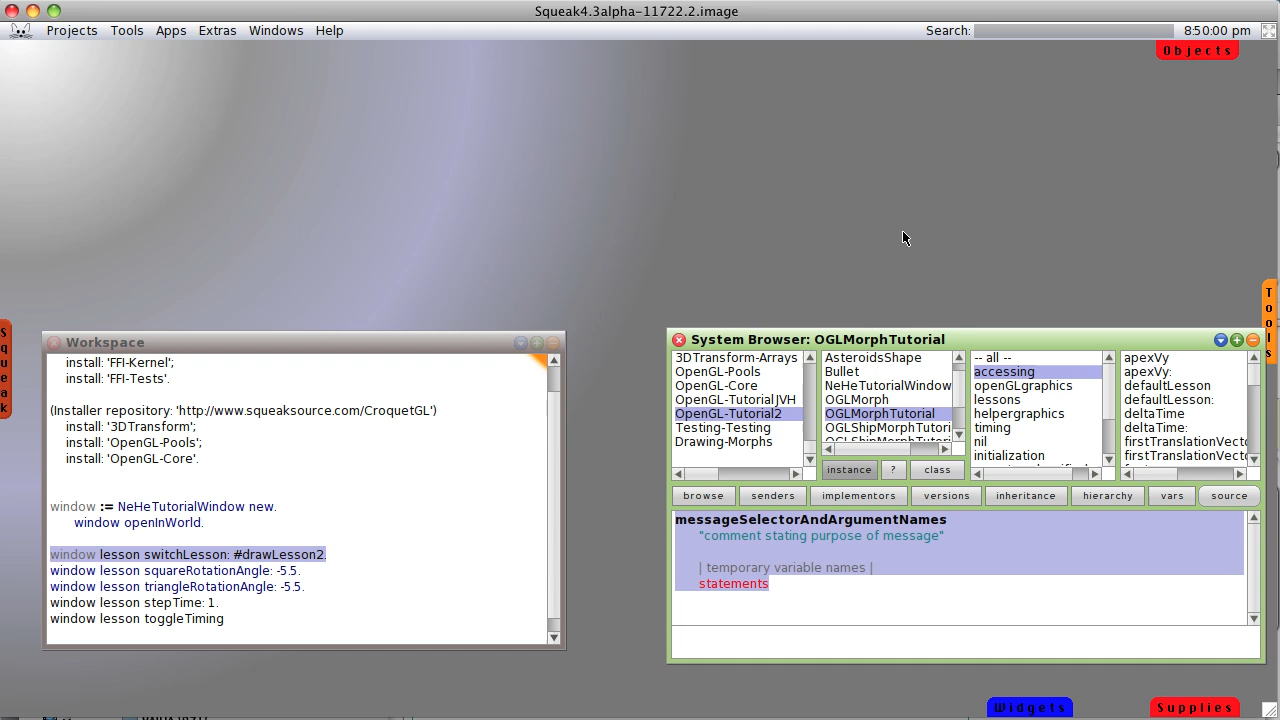 Squeak4.3alpha-11722.2.image
Projects Tools Apps Extras Windows Help Search: 8:50:00 pm
Objects
Tools
Squeak
Workspace
install: 'FFI-Kernel';
install: 'FFI-Tests'.
(Installer repository: 'http://www.squeaksource.com/CroquetGL')
install: '3DTransform';
install: 'OpenGL-Pools';
install: 'OpenGL-Core'.
window := NeHeTutorialWindow new.
window openInWorld.
window lesson switchLesson: #drawLesson2.
window lesson squareRotationAngle: -5.5.
window lesson triangleRotationAngle: -5.5.
window lesson stepTime: 1.
window lesson toggleTiming
System Browser: OGLMorphTutorial
3DTransform-Arrays
OpenGL-Pools
OpenGL-Core
OpenGL-TutorialJVH
OpenGL-Tutorial2
Testing-Testing
Drawing-Morphs
AsteroidsShape
Bullet
NeHeTutorialWindow
OGLMorph
OGLMorphTutorial
OGLShipMorphTutori
OGLShipMorphTutori
instance ? class
-- all --
accessing
openGLgraphics
lessons
helpergraphics
timing
nil
initialization
apexVy
apexVy:
defaultLesson
defaultLesson:
deltaTime
deltaTime:
firstTranslationVecto
firstTranslationVecto
browse senders implementors versions inheritance hierarchy vars source
messageSelectorAndArgumentNames
"comment stating purpose of message"
| temporary variable names |
statements
Widgets
Supplies